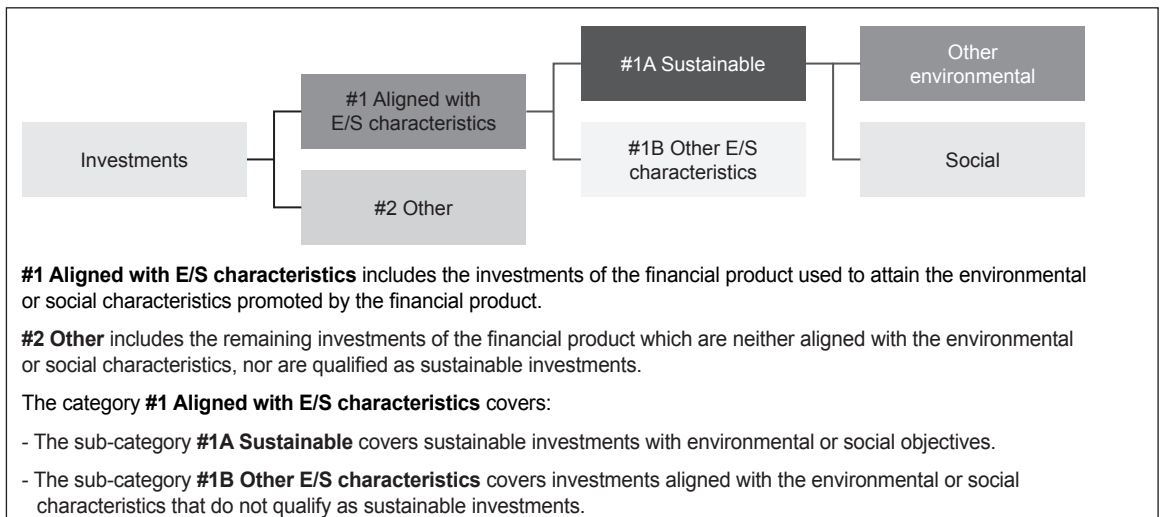 Investments
#1 Aligned with
E/S characteristics
#2 Other
#1A Sustainable
#1B Other E/S
characteristics
Other
environmental
Social
#1 Aligned with E/S characteristics includes the investments of the financial product used to attain the environmental
or social characteristics promoted by the financial product.
#2 Other includes the remaining investments of the financial product which are neither aligned with the environmental
or social characteristics, nor are qualified as sustainable investments.
The category #1 Aligned with E/S characteristics covers:
- The sub-category #1A Sustainable covers sustainable investments with environmental or social objectives.
- The sub-category #1B Other E/S characteristics covers investments aligned with the environmental or social
characteristics that do not qualify as sustainable investments.